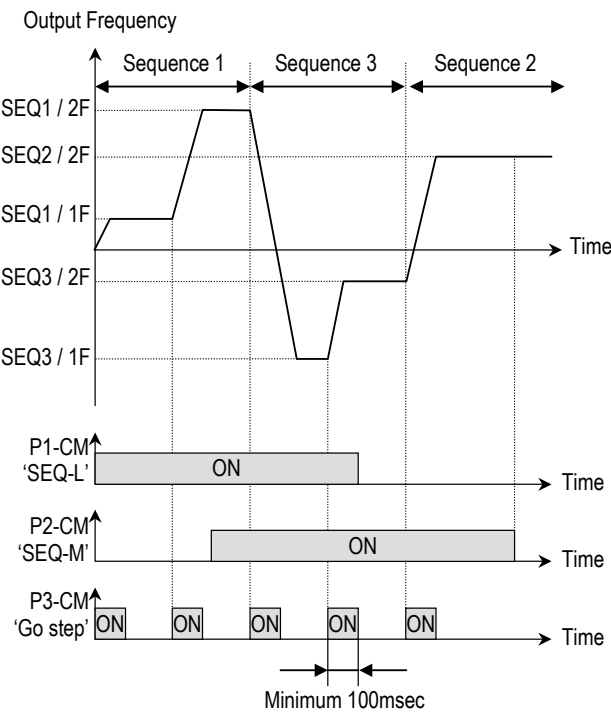 Output Frequency
Sequence 1
Sequence 3
Sequence 2
SEQ1 / 2F
SEQ2 / 2F
SEQ1 / 1F
Time
SEQ3 / 2F
SEQ3 / 1F
P1-CM
‘SEQ-L’
ON
Time
P2-CM
‘SEQ-M’
ON
Time
P3-CM
‘Go step’
ON
ON
ON
ON
ON
Time
Minimum 100msec